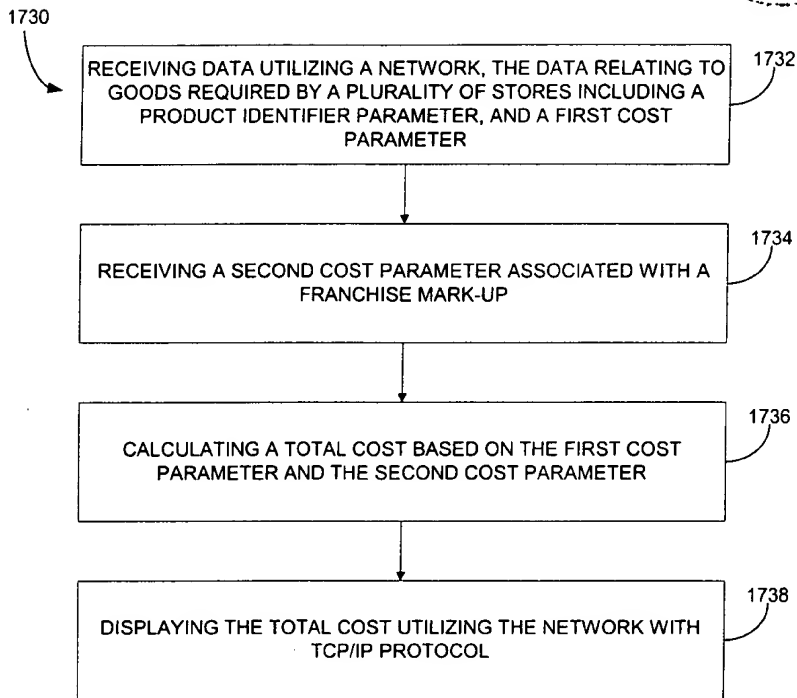 1730
RECEIVING DATA UTILIZING A NETWORK, THE DATA RELATING TO
GOODS REQUIRED BY A PLURALITY OF STORES INCLUDING A
PRODUCT IDENTIFIER PARAMETER, AND A FIRST COST
PARAMETER
1732
RECEIVING A SECOND COST PARAMETER ASSOCIATED WITH A
FRANCHISE MARK-UP
1734
CALCULATING A TOTAL COST BASED ON THE FIRST COST
PARAMETER AND THE SECOND COST PARAMETER
1736
DISPLAYING THE TOTAL COST UTILIZING THE NETWORK WITH
TCP/IP PROTOCOL
1738